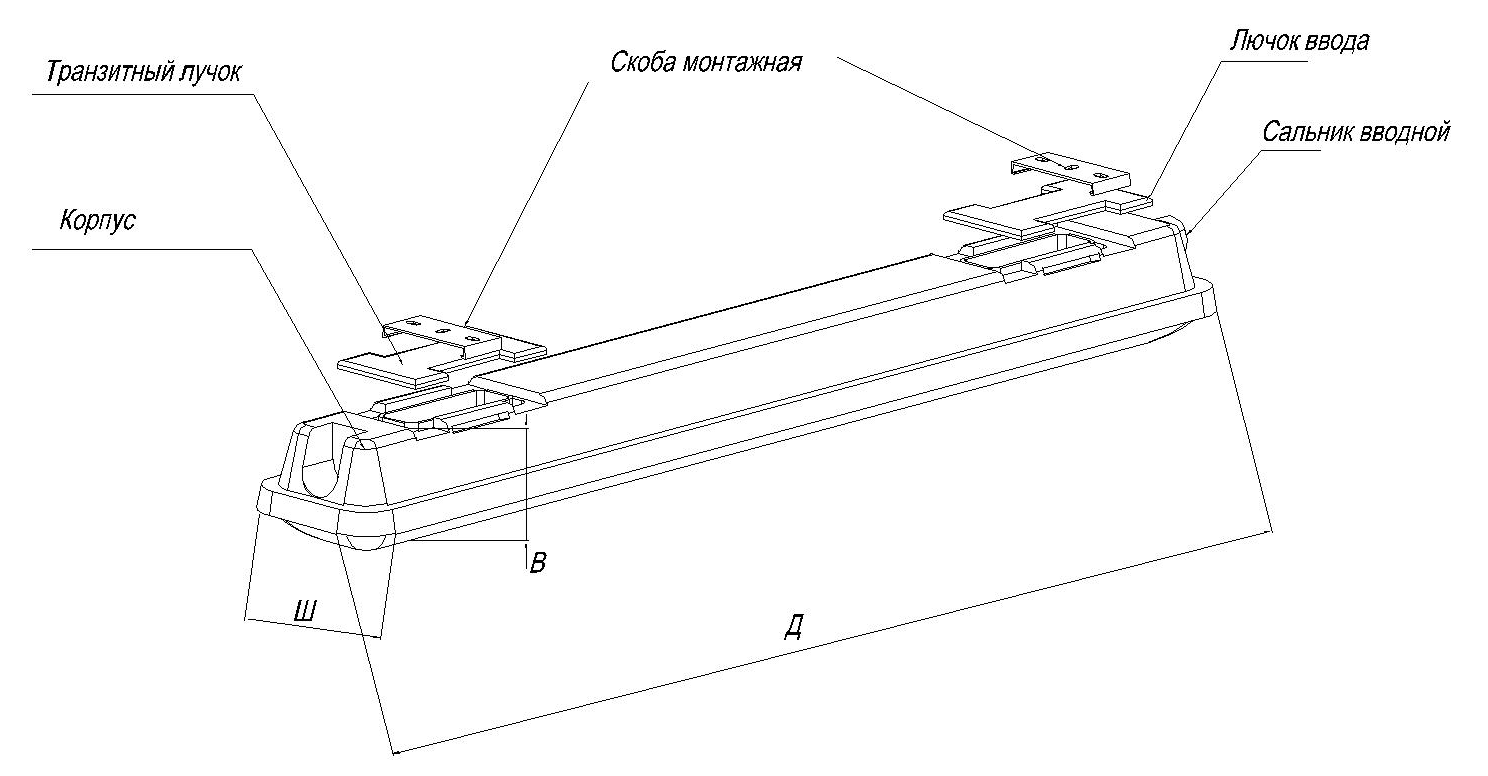 Транзитный лучок
Скоба монтажная
Лючок ввода
Сальник вводной
Корпус
В
Ш
Д